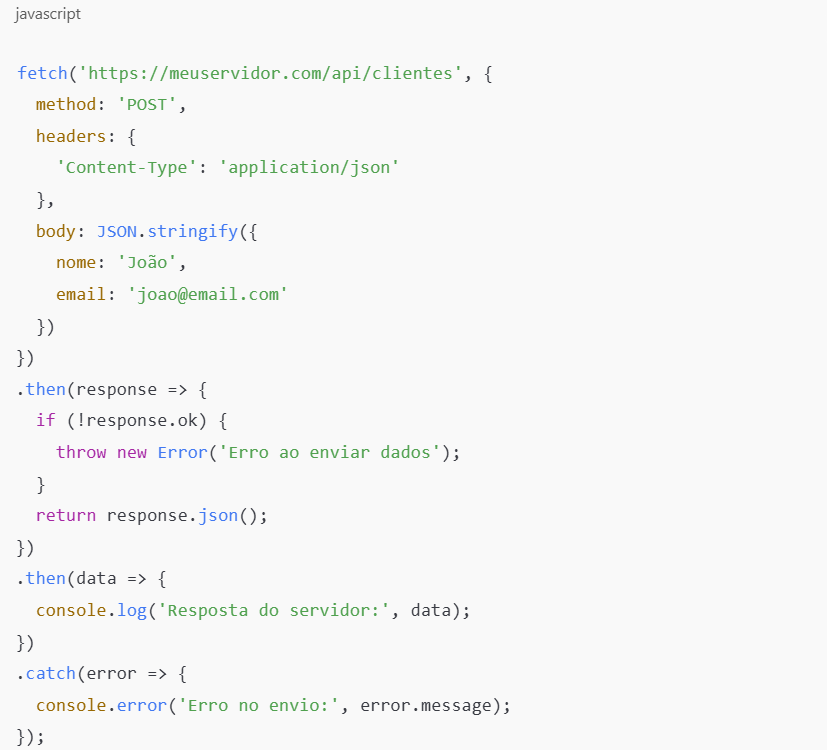 javascript
fetch('https://meuservidor.com/api/clientes', {
  method: 'POST',
  headers: {
    'Content-Type': 'application/json'
  },
  body: JSON.stringify({
    nome: 'João',
    email: 'joao@email.com'
  })
})
.then(response => {
  if (!response.ok) {
    throw new Error('Erro ao enviar dados');
  }
  return response.json();
})
.then(data => {
  console.log('Resposta do servidor:', data);
})
.catch(error => {
  console.error('Erro no envio:', error.message);
});